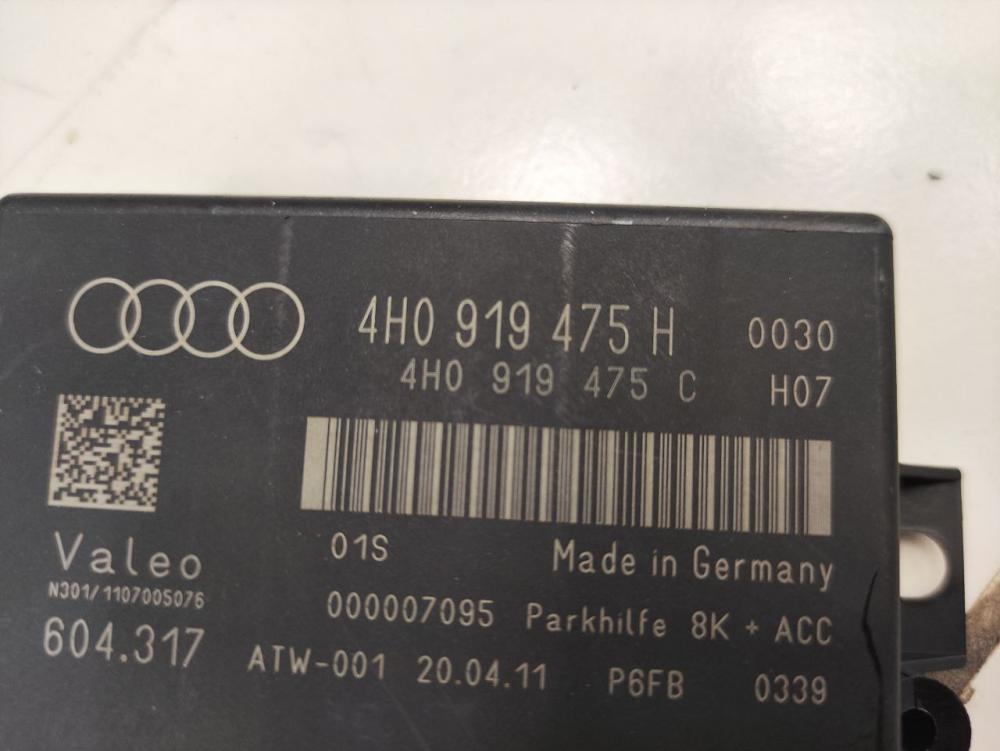 4H0 919 475 H 0030
4H0 919 475 C H07
01S Made in Germany
Valeo
N301/1107005076
000007095 Parkhilfe 8K + ACC
604.317
ATW-001 20.04.11 P6FB 0339